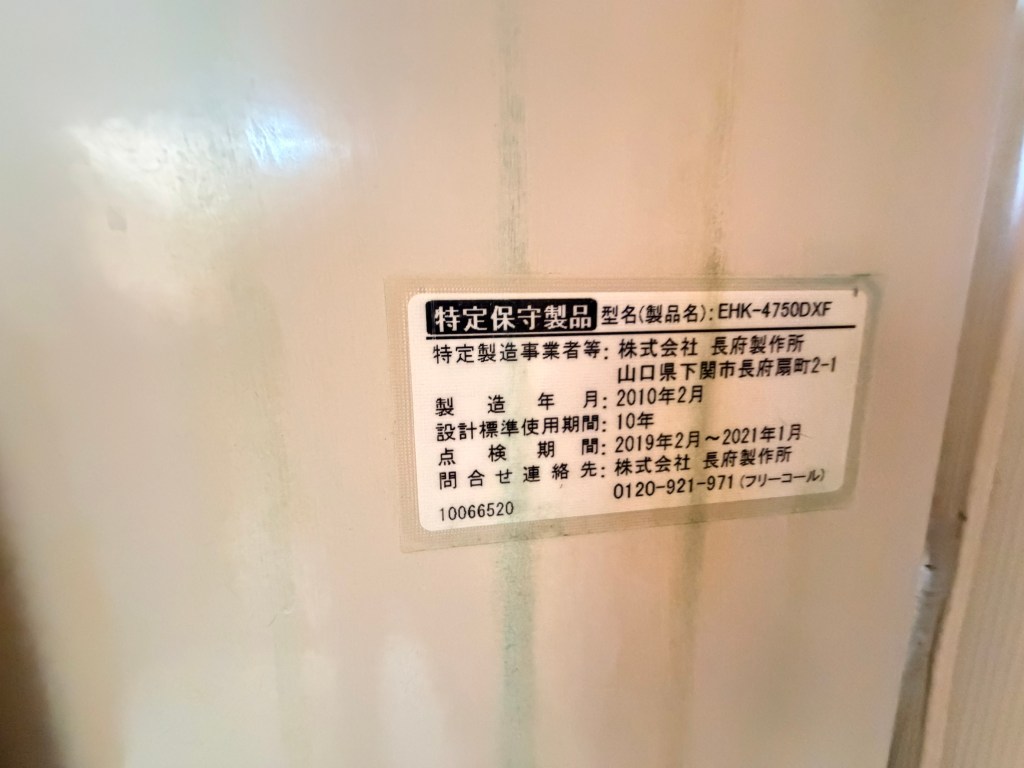 特定保守製品 型名(製品名): EHK-4750DXF
特定製造事業者等: 株式会社 長府製作所
山口県下関市長府扇町2-1
製造年月: 2010年2月
設計標準使用期間: 10年
点検期間: 2019年2月～2021年1月
問合せ連絡先: 株式会社 長府製作所
0120-921-971 (フリーコール)
10066520